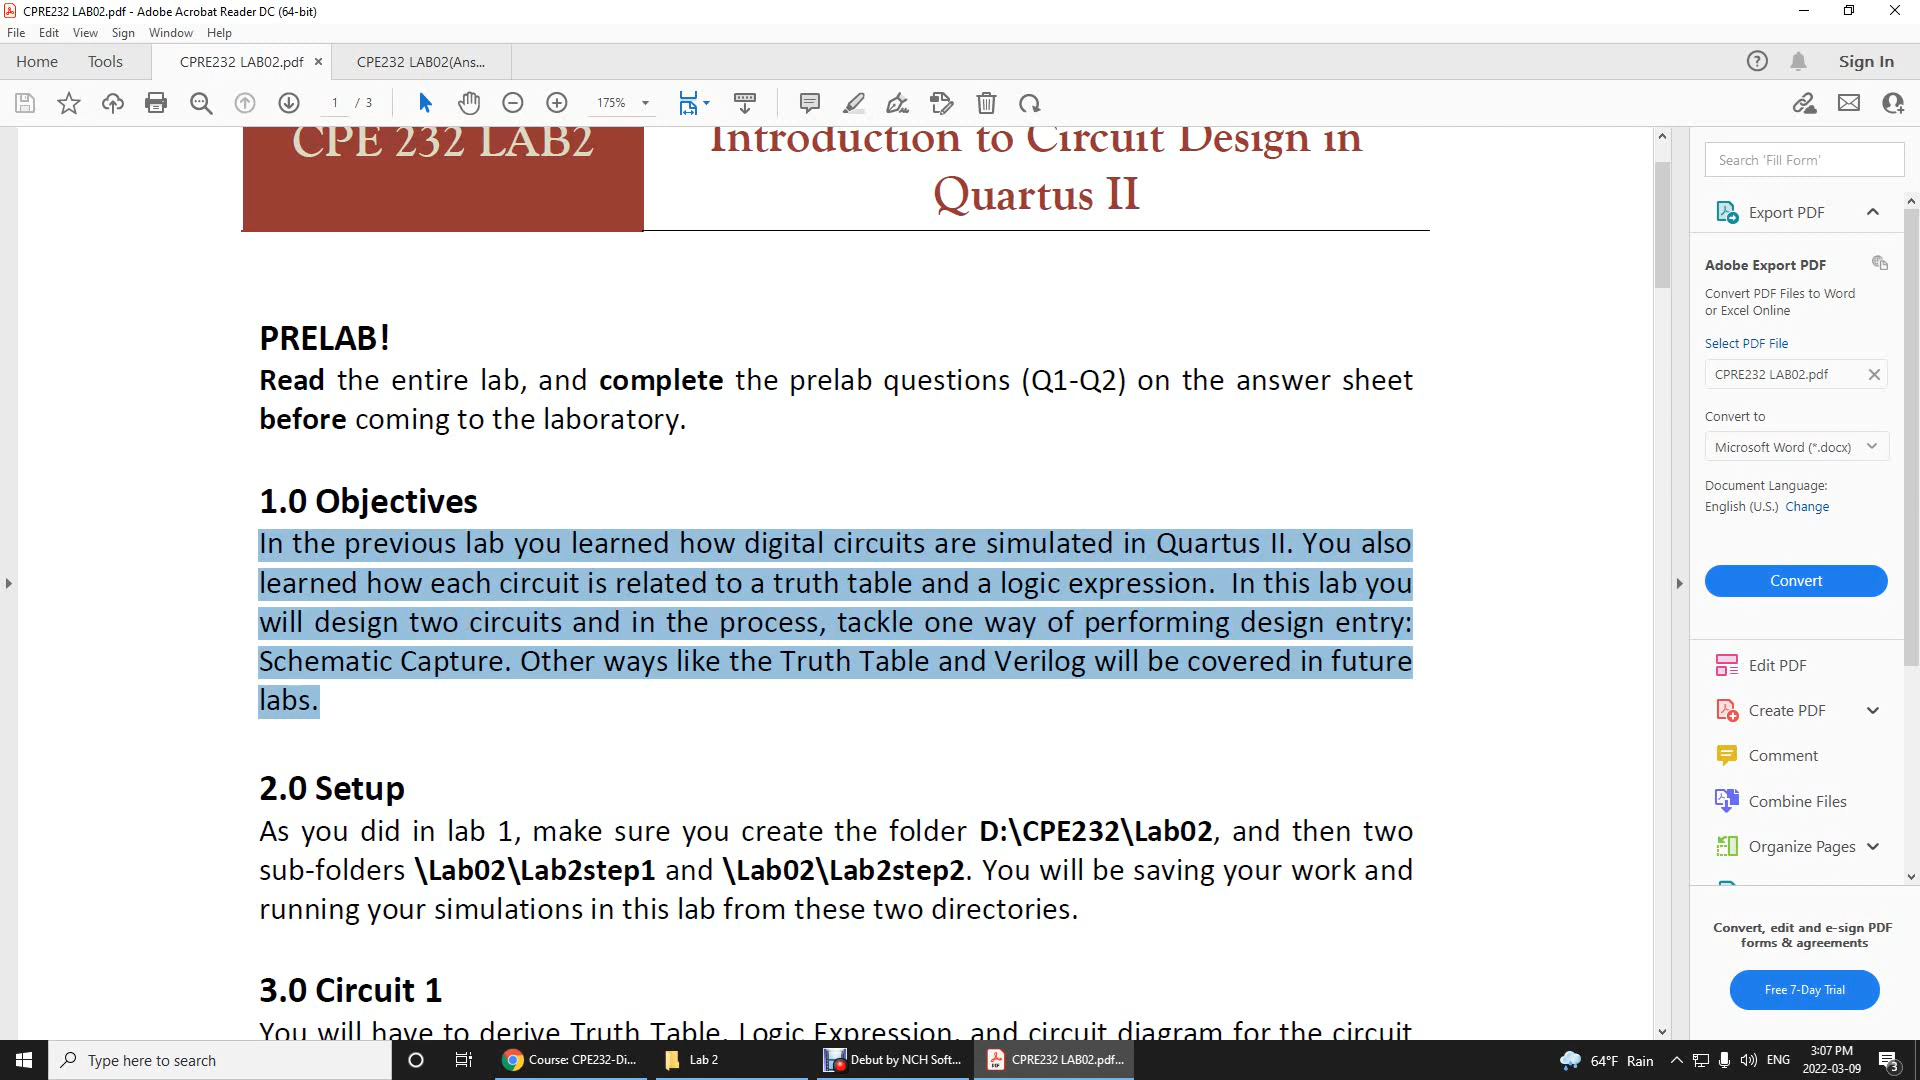 CPRE232 LAB02.pdf - Adobe Acrobat Reader DC (64-bit)
File Edit View Sign Window Help
Home Tools CPRE232 LAB02.pdf × CPE232 LAB02(Ans... Sign In
1 / 3 175%
CPE 232 LAB2
Introduction to Circuit Design in
Quartus II
PRELAB!
Read the entire lab, and complete the prelab questions (Q1-Q2) on the answer sheet
before coming to the laboratory.
1.0 Objectives
In the previous lab you learned how digital circuits are simulated in Quartus II. You also
learned how each circuit is related to a truth table and a logic expression. In this lab you
will design two circuits and in the process, tackle one way of performing design entry:
Schematic Capture. Other ways like the Truth Table and Verilog will be covered in future
labs.
2.0 Setup
As you did in lab 1, make sure you create the folder D:\CPE232\Lab02, and then two
sub-folders \Lab02\Lab2step1 and \Lab02\Lab2step2. You will be saving your work and
running your simulations in this lab from these two directories.
3.0 Circuit 1
You will have to derive Truth Table, Logic Expression, and circuit diagram for the circuit
Search 'Fill Form'
Export PDF
Adobe Export PDF
Convert PDF Files to Word
or Excel Online
Select PDF File
CPRE232 LAB02.pdf
Convert to
Microsoft Word (*.docx)
Document Language:
English (U.S.) Change
Convert
Edit PDF
Create PDF
Comment
Combine Files
Organize Pages
Convert, edit and e-sign PDF
forms & agreements
Free 7-Day Trial
Type here to search
Course: CPE232-Di...
Lab 2
Debut by NCH Soft...
CPRE232 LAB02.pdf...
64°F Rain
ENG
3:07 PM
2022-03-09
3